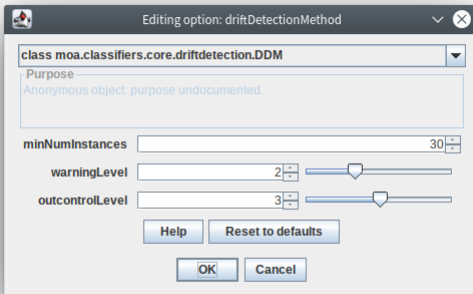 Editing option: driftDetectionMethod
class moa.classifiers.core.driftdetection.DDM
Purpose
Anonymous object: purpose undocumented.
minNumInstances 30
warningLevel 2
outcontrolLevel 3
Help Reset to defaults
OK Cancel